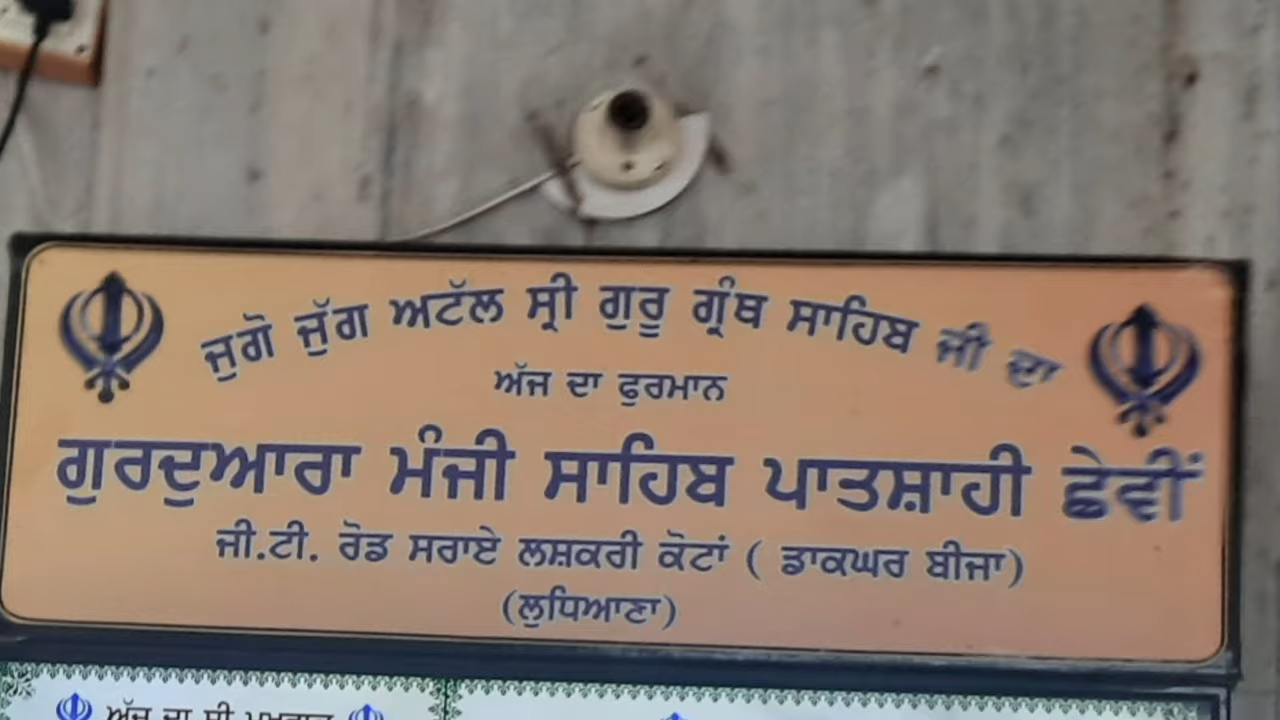 ਜੁਗੋ ਜੁੱਗ ਅਟੱਲ ਸ੍ਰੀ ਗੁਰੂ ਗ੍ਰੰਥ ਸਾਹਿਬ ਜੀ ਦਾ
ਅੱਜ ਦਾ ਫੁਰਮਾਨ
ਗੁਰਦੁਆਰਾ ਮੰਜੀ ਸਾਹਿਬ ਪਾਤਸ਼ਾਹੀ ਛੇਵੀਂ
ਜੀ.ਟੀ. ਰੋਡ ਸਰਾਏ ਲਸ਼ਕਰੀ ਕੋਟਾਂ ( ਡਾਕਘਰ ਬੀਜਾ)
(ਲੁਧਿਆਣਾ)
ਅੱਜ ਦਾ ਸ੍ਰੀ